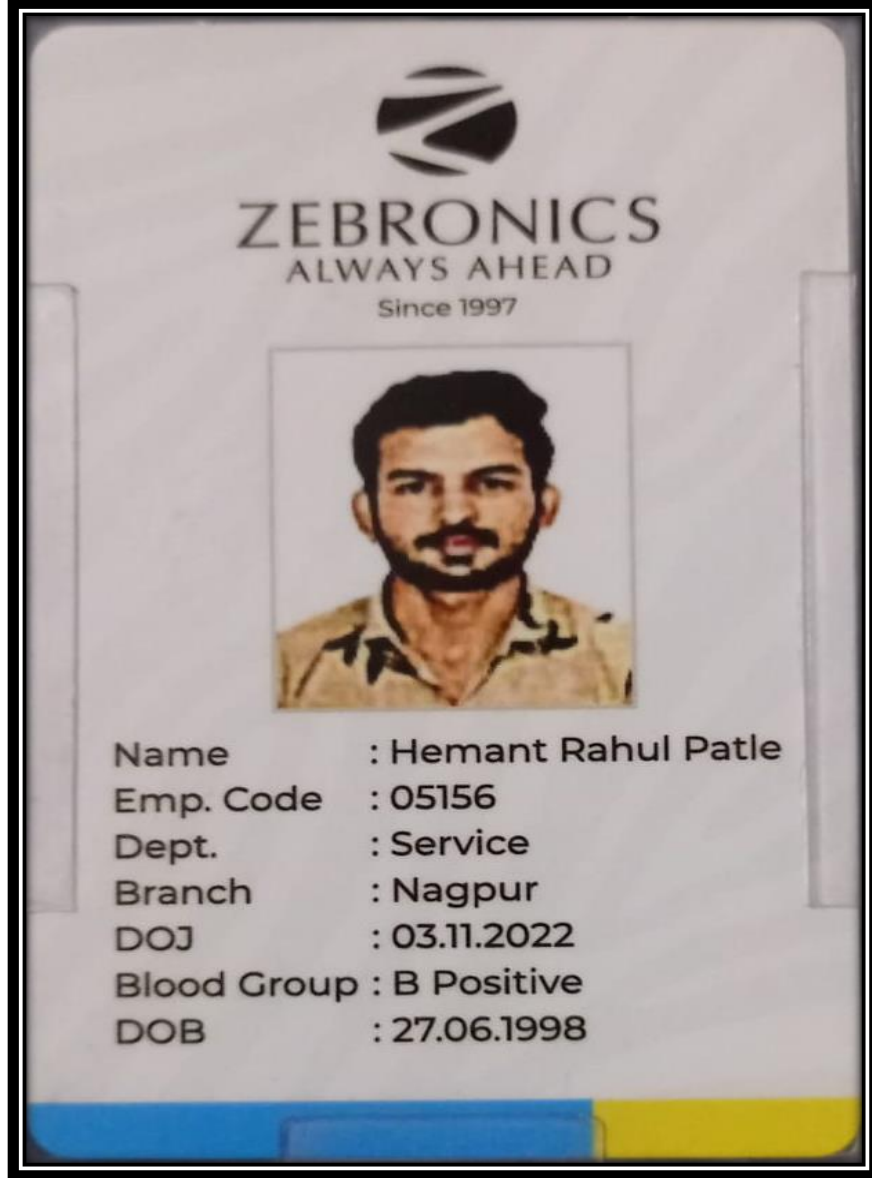 ZEBRONICS
ALWAYS AHEAD
Since 1997
Name : Hemant Rahul Patle
Emp. Code : 05156
Dept. : Service
Branch : Nagpur
DOJ : 03.11.2022
Blood Group : B Positive
DOB : 27.06.1998